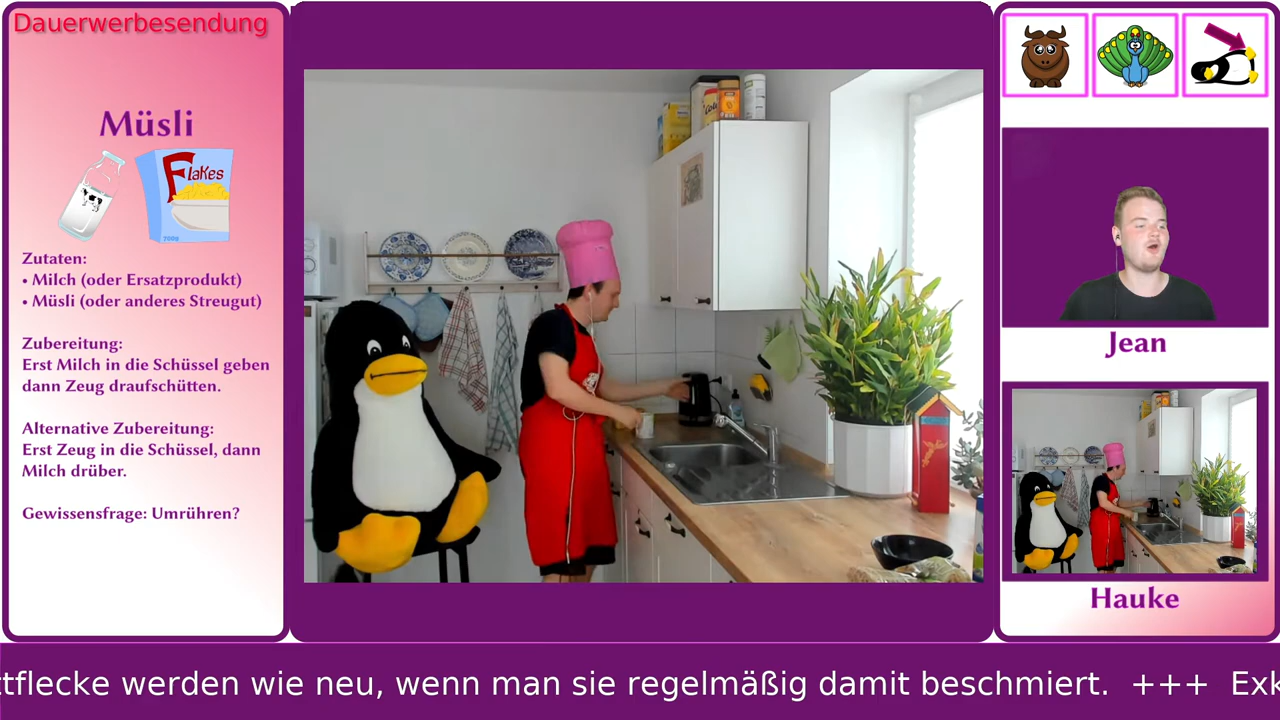 Dauerwerbesendung
Müsli
Flakes
700g
Zutaten:
• Milch (oder Ersatzprodukt)
• Müsli (oder anderes Streugut)
Zubereitung:
Erst Milch in die Schüssel geben
dann Zeug draufschütten.
Alternative Zubereitung:
Erst Zeug in die Schüssel, dann
Milch drüber.
Gewissensfrage: Umrühren?
Jean
Hauke
ttflecke werden wie neu, wenn man sie regelmäßig damit beschmiert. +++ Exk